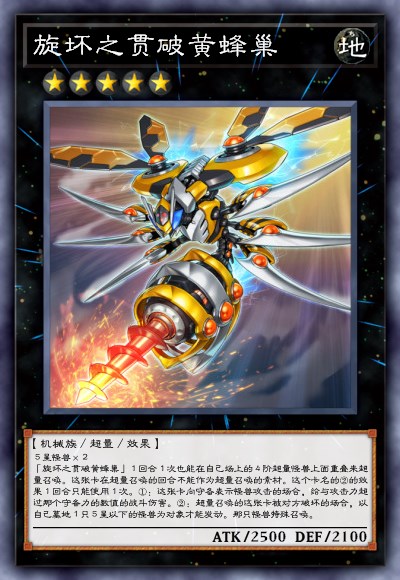 旋坏之贯破黄蜂巢
地
【机械族／超量／效果】
５星怪兽×２
「旋坏之贯破黄蜂巢」１回合１次也能在自己场上的４阶超量怪兽上面重叠来超
量召唤。这张卡在超量召唤的回合不能作为超量召唤的素材。这个卡名的②的效
果１回合只能使用１次。①：这张卡向守备表示怪兽攻击的场合，给与攻击力超
过那个守备力的数值的战斗伤害。②：超量召唤的这张卡被对方破坏的场合，以
自己墓地１只５星以下的怪兽为对象才能发动。那只怪兽特殊召唤。
ATK/2500 DEF/2100